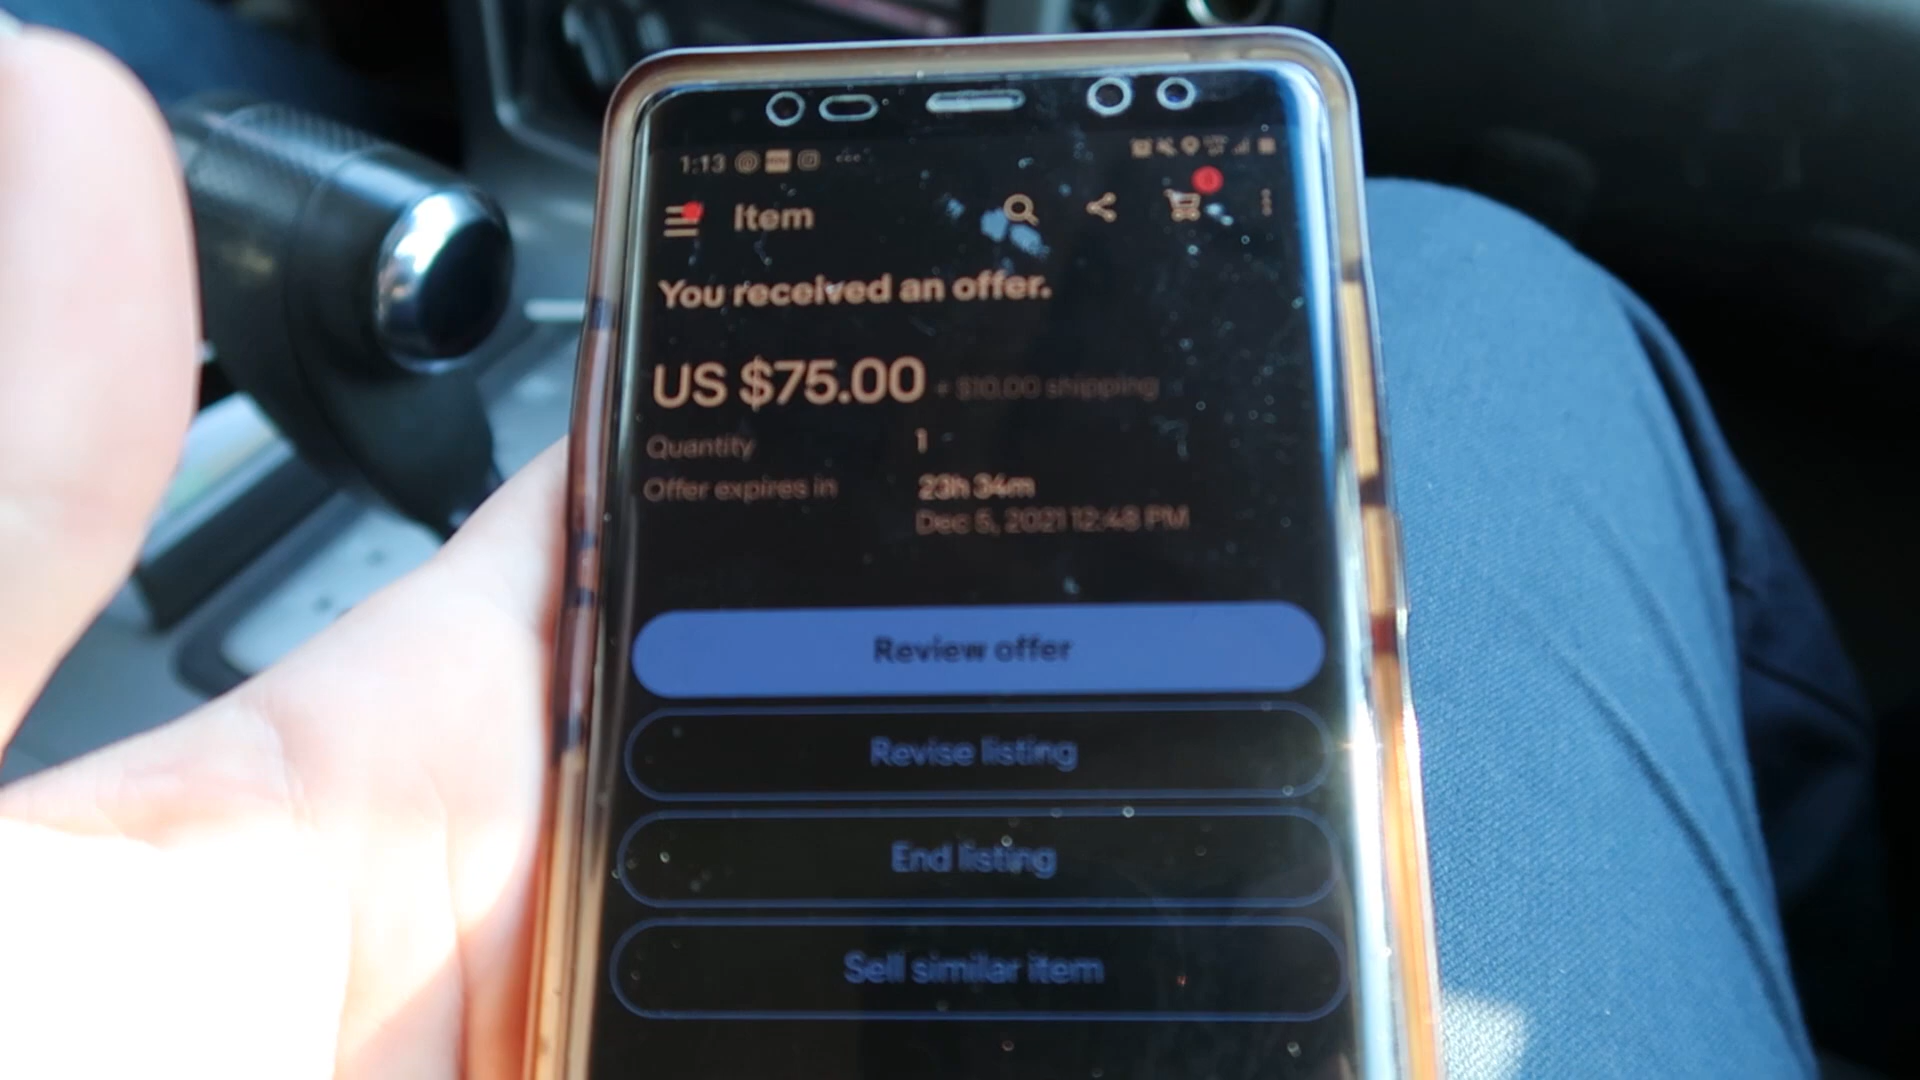 1:13
Item
You received an offer.
US $75.00 + $10.00 shipping
Quantity 1
Offer expires in 23h 34m
Dec 5, 2021 12:48 PM
Review offer
Revise listing
End listing
Sell similar item